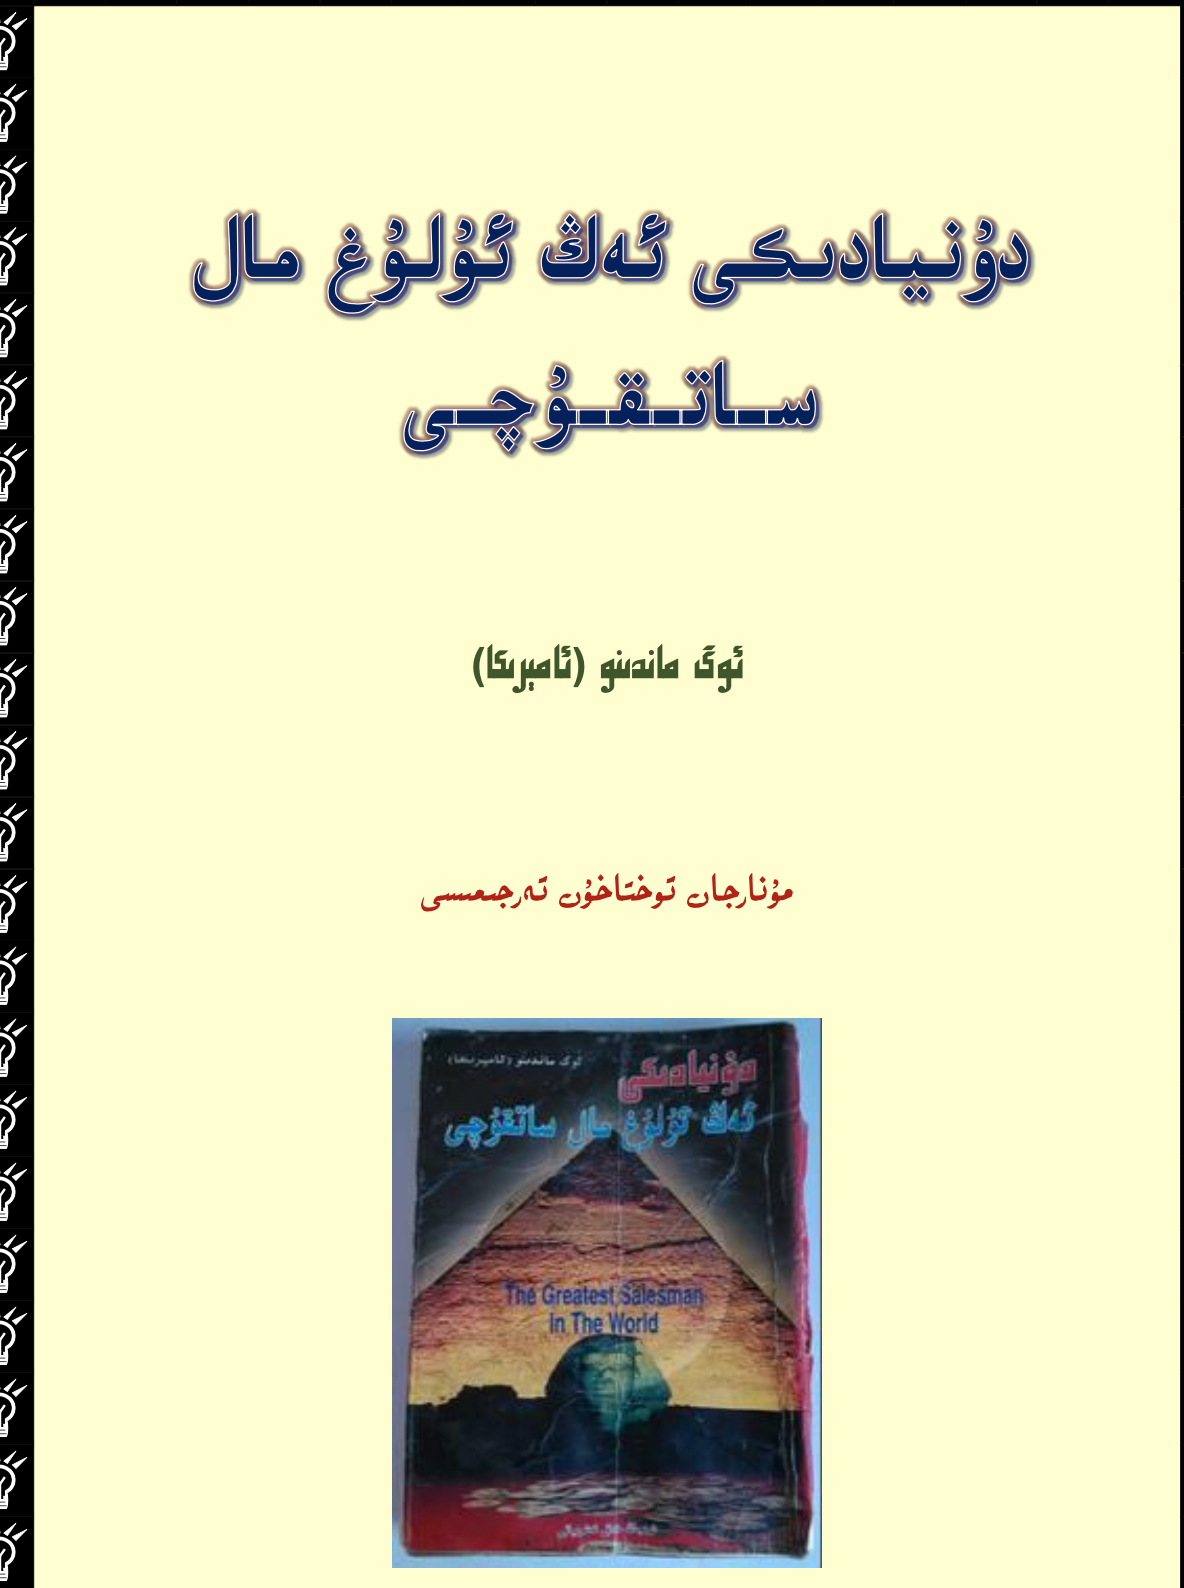 دۇنيادىكى ئەڭ ئۇلۇغ مال
ساتقۇچى
ئوگ ماندىنو (ئامېرىكا)
مۇنارجان توختاخۇن تەرجىمىسى
ئوگ ماندىنو (ئامېرىكا)
دۇنيادىكى
ئەڭ ئۇلۇغ مال ساتقۇچى
The Greatest Salesman
In The World